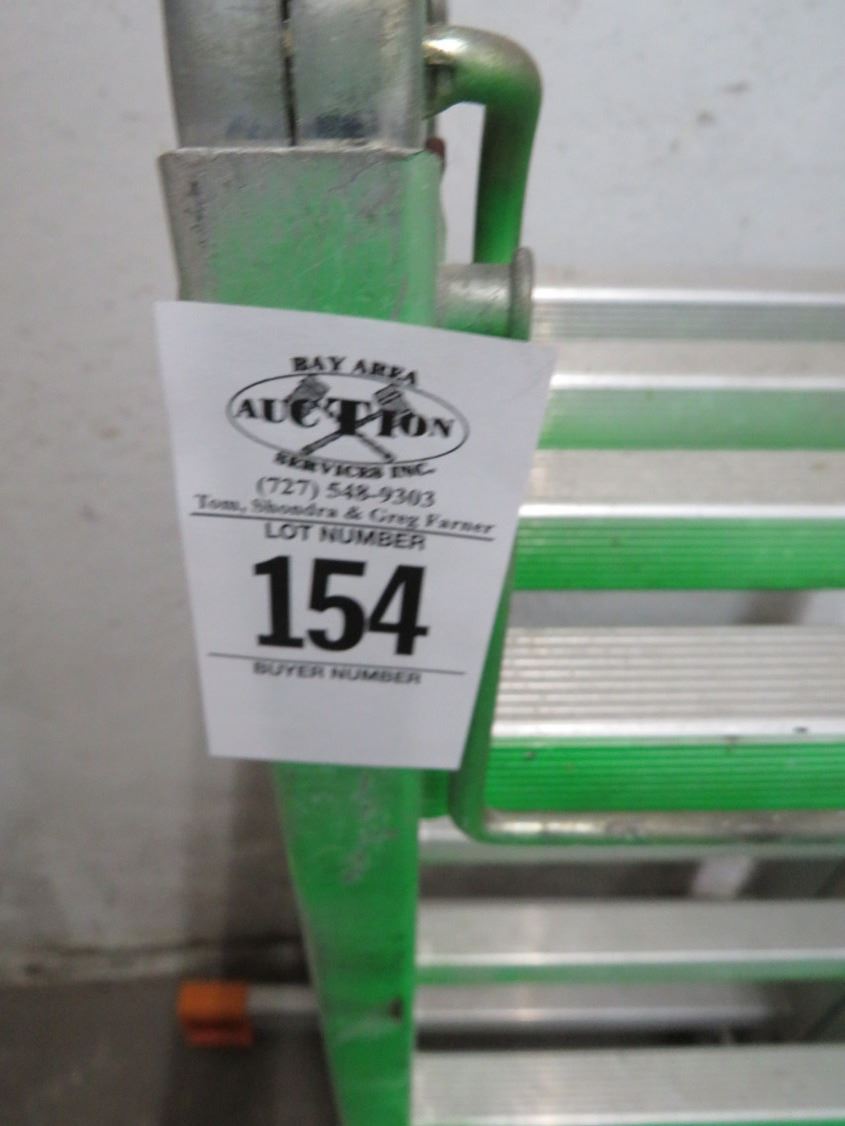 BAY AREA
AUCTION
SERVICES INC.
(727) 548-9303
Tom, Shondra & Greg Farner
LOT NUMBER
154
BUYER NUMBER